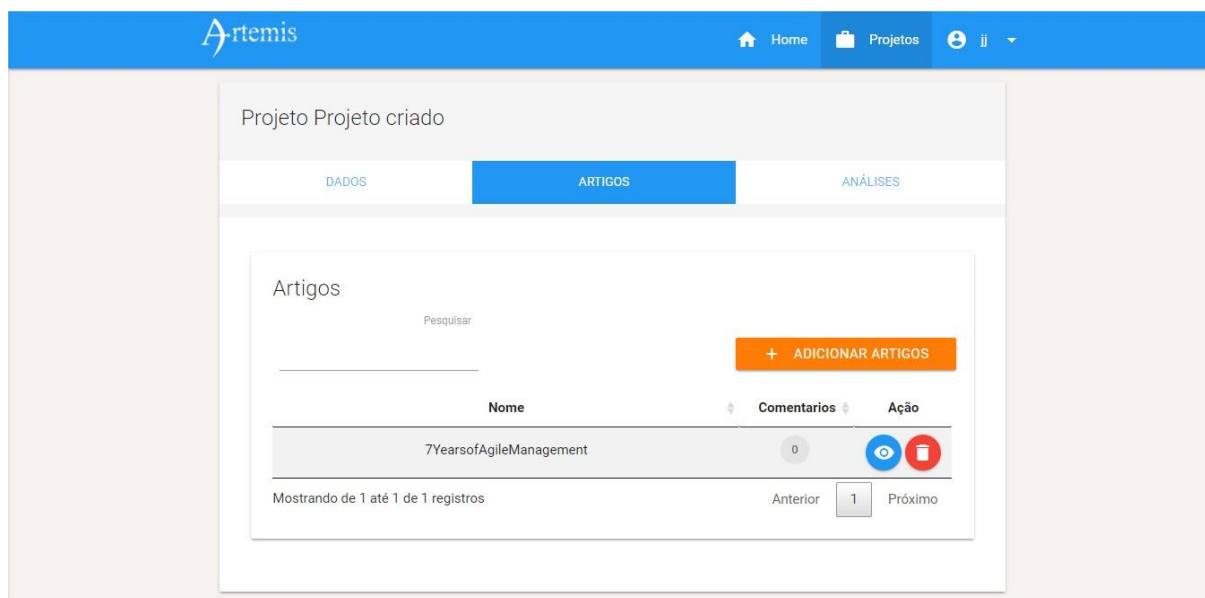 Artemis
Home Projetos jj
Projeto Projeto criado
DADOS ARTIGOS ANÁLISES
Artigos
Pesquisar
+ ADICIONAR ARTIGOS
Nome Comentarios Ação
7YearsofAgileManagement 0
Mostrando de 1 até 1 de 1 registros Anterior 1 Próximo